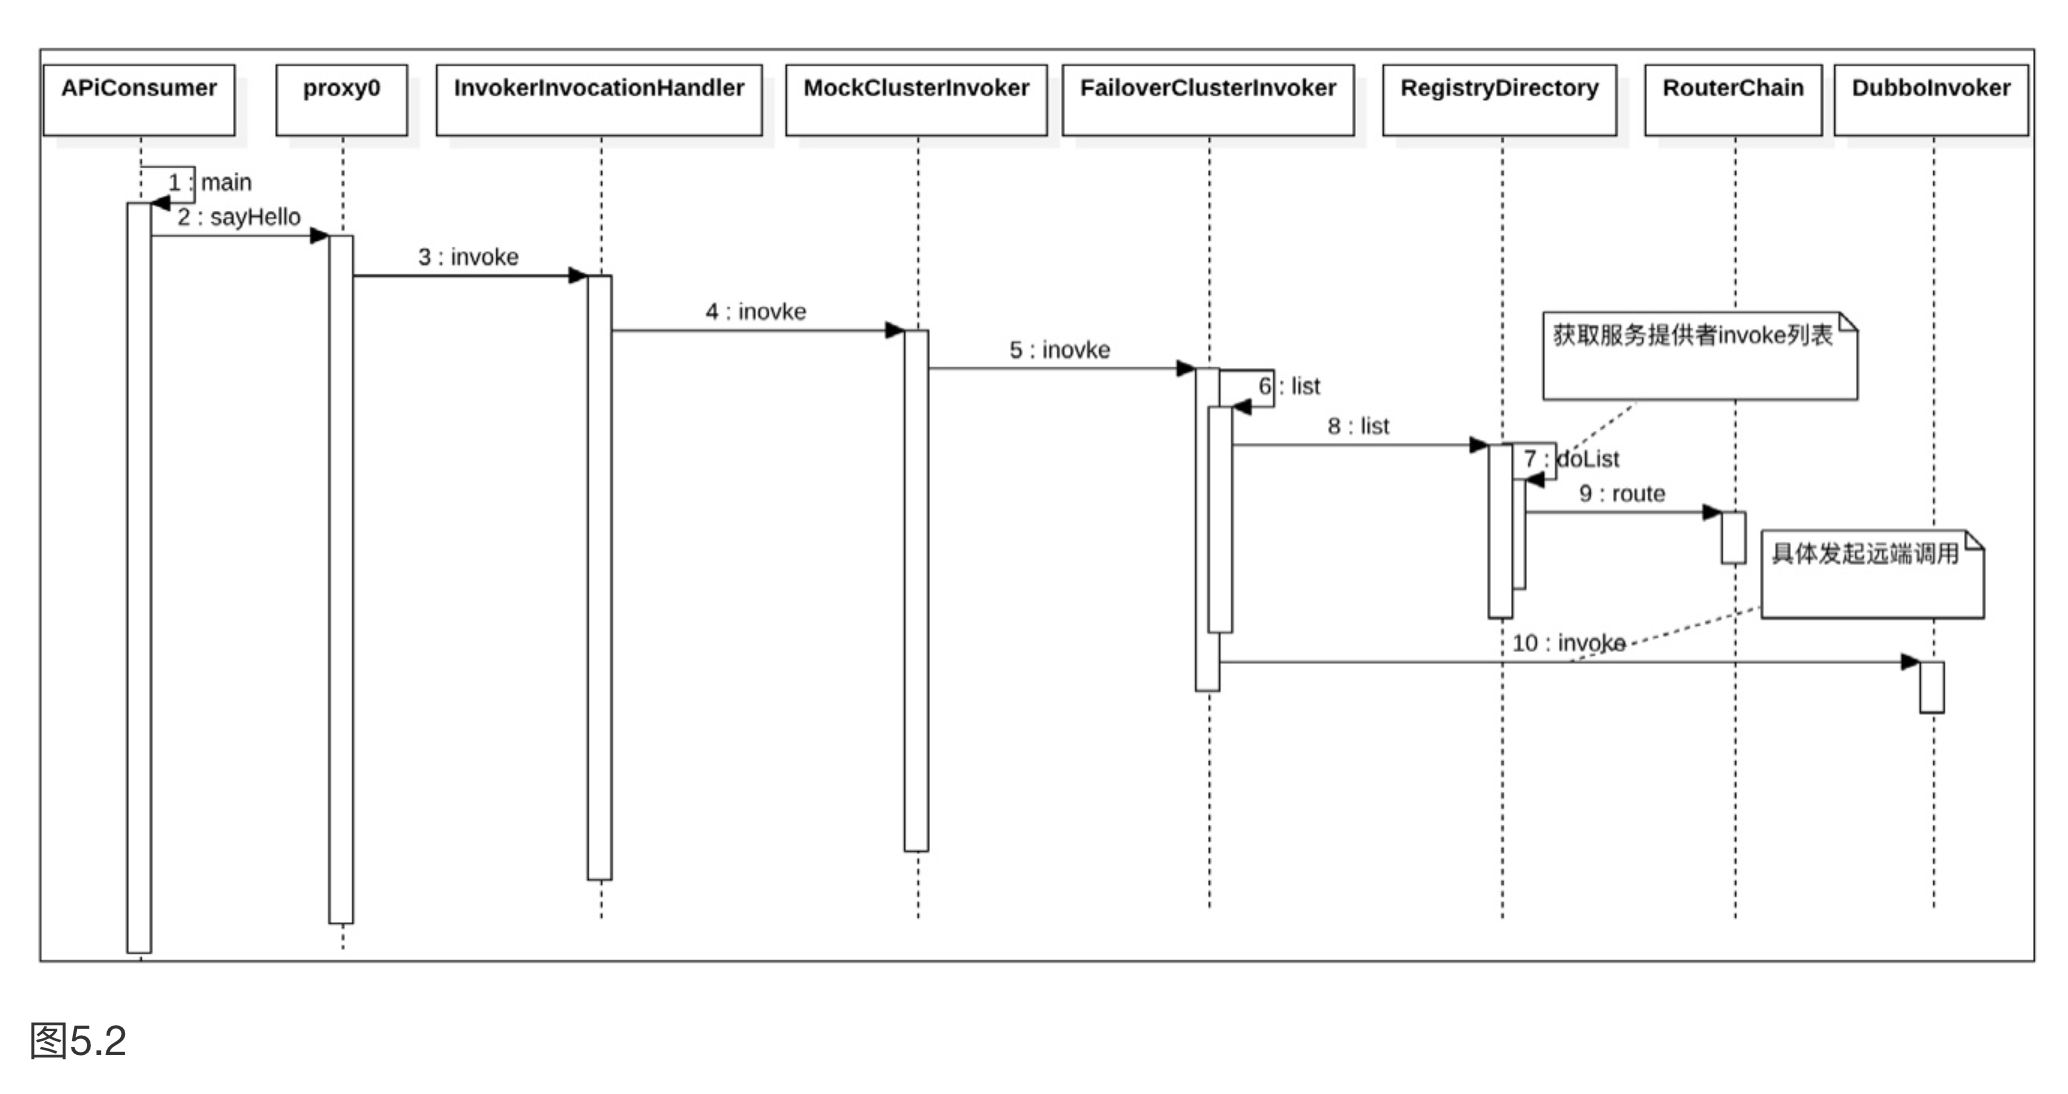 APiConsumer
proxy0
InvokerInvocationHandler
MockClusterInvoker
FailoverClusterInvoker
RegistryDirectory
RouterChain
DubboInvoker
1 : main
2 : sayHello
3 : invoke
4 : inovke
获取服务提供者invoke列表
5 : inovke
6 : list
8 : list
7 : doList
9 : route
具体发起远端调用
10 : invoke
图5.2